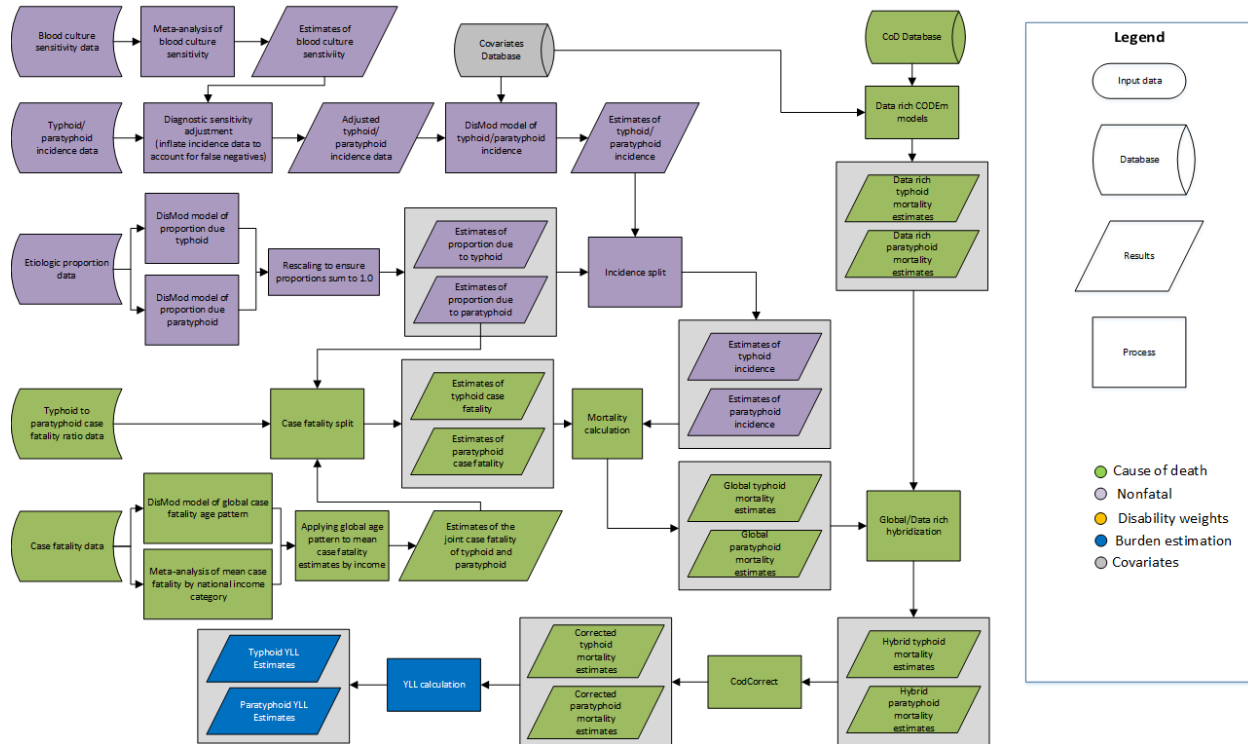 Blood culture
sensitivity data
Meta-analysis of
blood culture
sensitivity
Estimates of
blood culture
senstivity
Covariates
Database
CoD Database
Data rich CODEm
models
Typhoid/
paratyphoid
incidence data
Diagnostic sensitivity
adjustment
(inflate incidence data to
account for false negatives)
Adjusted
typhoid/
paratyphoid
incidence data
DisMod model of
typhoid/paratyphoid
incidence
Estimates of
typhoid/
paratyphoid
incidence
Data rich
typhoid
mortality
estimates
Data rich
paratyphoid
mortality
estimates
Etiologic proportion
data
DisMod model of
proportion due
typhoid
DisMod model of
proportion due
paratyphoid
Rescaling to ensure
proportions sum to 1.0
Estimates of
proportion due
to typhoid
Estimates of
proportion due
to paratyphoid
Incidence split
Estimates of
typhoid
incidence
Estimates of
paratyphoid
incidence
Typhoid to
paratyphoid case
fatality ratio data
Case fatality split
Estimates of
typhoid case
fatality
Estimates of
paratyphoid
case fatality
Mortality
calculation
Case fatality data
DisMod model of global case
fatality age pattern
Meta-analysis of mean case
fatality by national income
category
Applying global age
pattern to mean
case fatality
estimates by income
Estimates of the
joint case fatality
of typhoid and
paratyphoid
Global typhoid
mortality
estimates
Global
paratyphoid
mortality
estimates
Global/Data rich
hybridization
Hybrid typhoid
mortality
estimates
Hybrid
paratyphoid
mortality
estimates
CodCorrect
Corrected
typhoid
mortality
estimates
Corrected
paratyphoid
mortality
estimates
YLL calculation
Typhoid YLL
Estimates
Paratyphoid YLL
Estimates
Legend
Input data
Database
Results
Process
Cause of death
Nonfatal
Disability weights
Burden estimation
Covariates